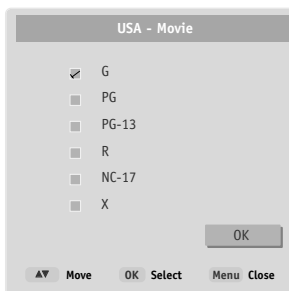 USA - Movie
G
PG
PG-13
R
NC-17
X
OK
▲▼ Move OK Select Menu Close